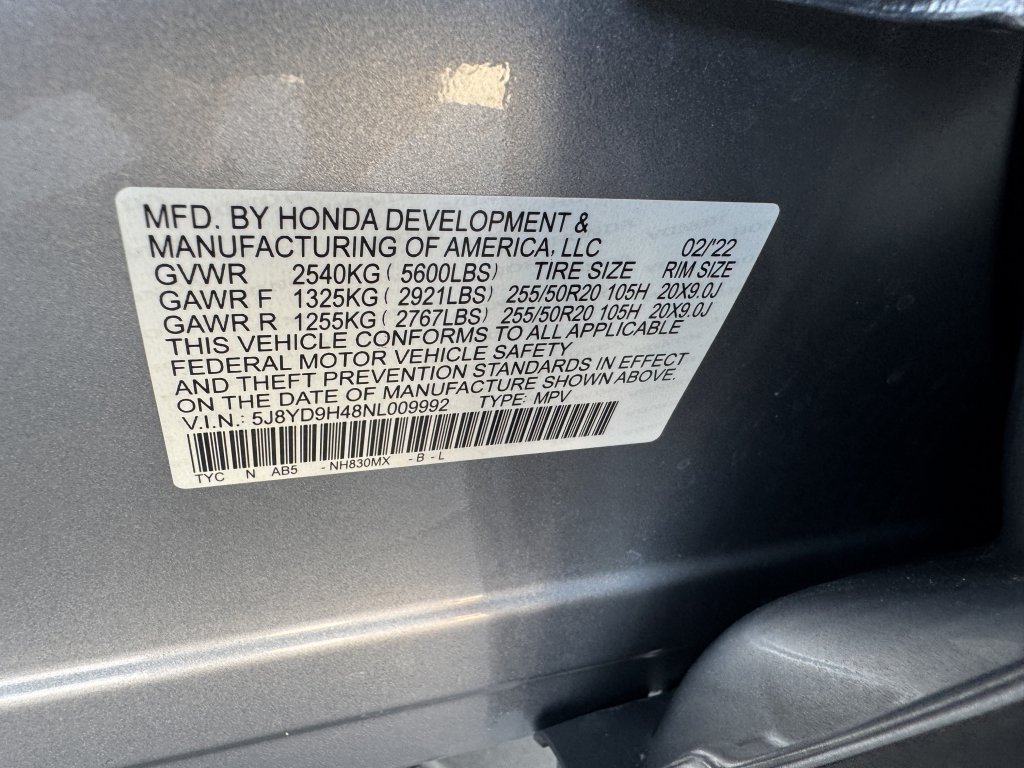 MFD. BY HONDA DEVELOPMENT &
MANUFACTURING OF AMERICA, LLC 02/'22
GVWR 2540KG ( 5600LBS) TIRE SIZE RIM SIZE
GAWR F 1325KG ( 2921LBS) 255/50R20 105H 20X9.0J
GAWR R 1255KG ( 2767LBS) 255/50R20 105H 20X9.0J
THIS VEHICLE CONFORMS TO ALL APPLICABLE
FEDERAL MOTOR VEHICLE SAFETY
AND THEFT PREVENTION STANDARDS IN EFFECT
ON THE DATE OF MANUFACTURE SHOWN ABOVE.
V.I.N.: 5J8YD9H48NL009992 TYPE: MPV
TYC N AB5 - NH830MX - B - L